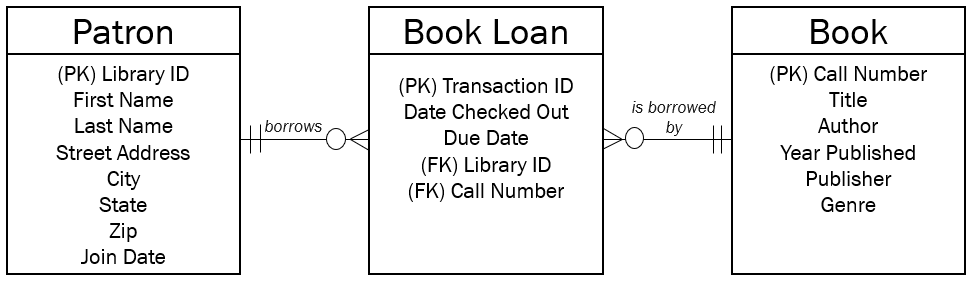 Patron
(PK) Library ID
First Name
Last Name
Street Address
City
State
Zip
Join Date
borrows
Book Loan
(PK) Transaction ID
Date Checked Out
Due Date
(FK) Library ID
(FK) Call Number
is borrowed
by
Book
(PK) Call Number
Title
Author
Year Published
Publisher
Genre